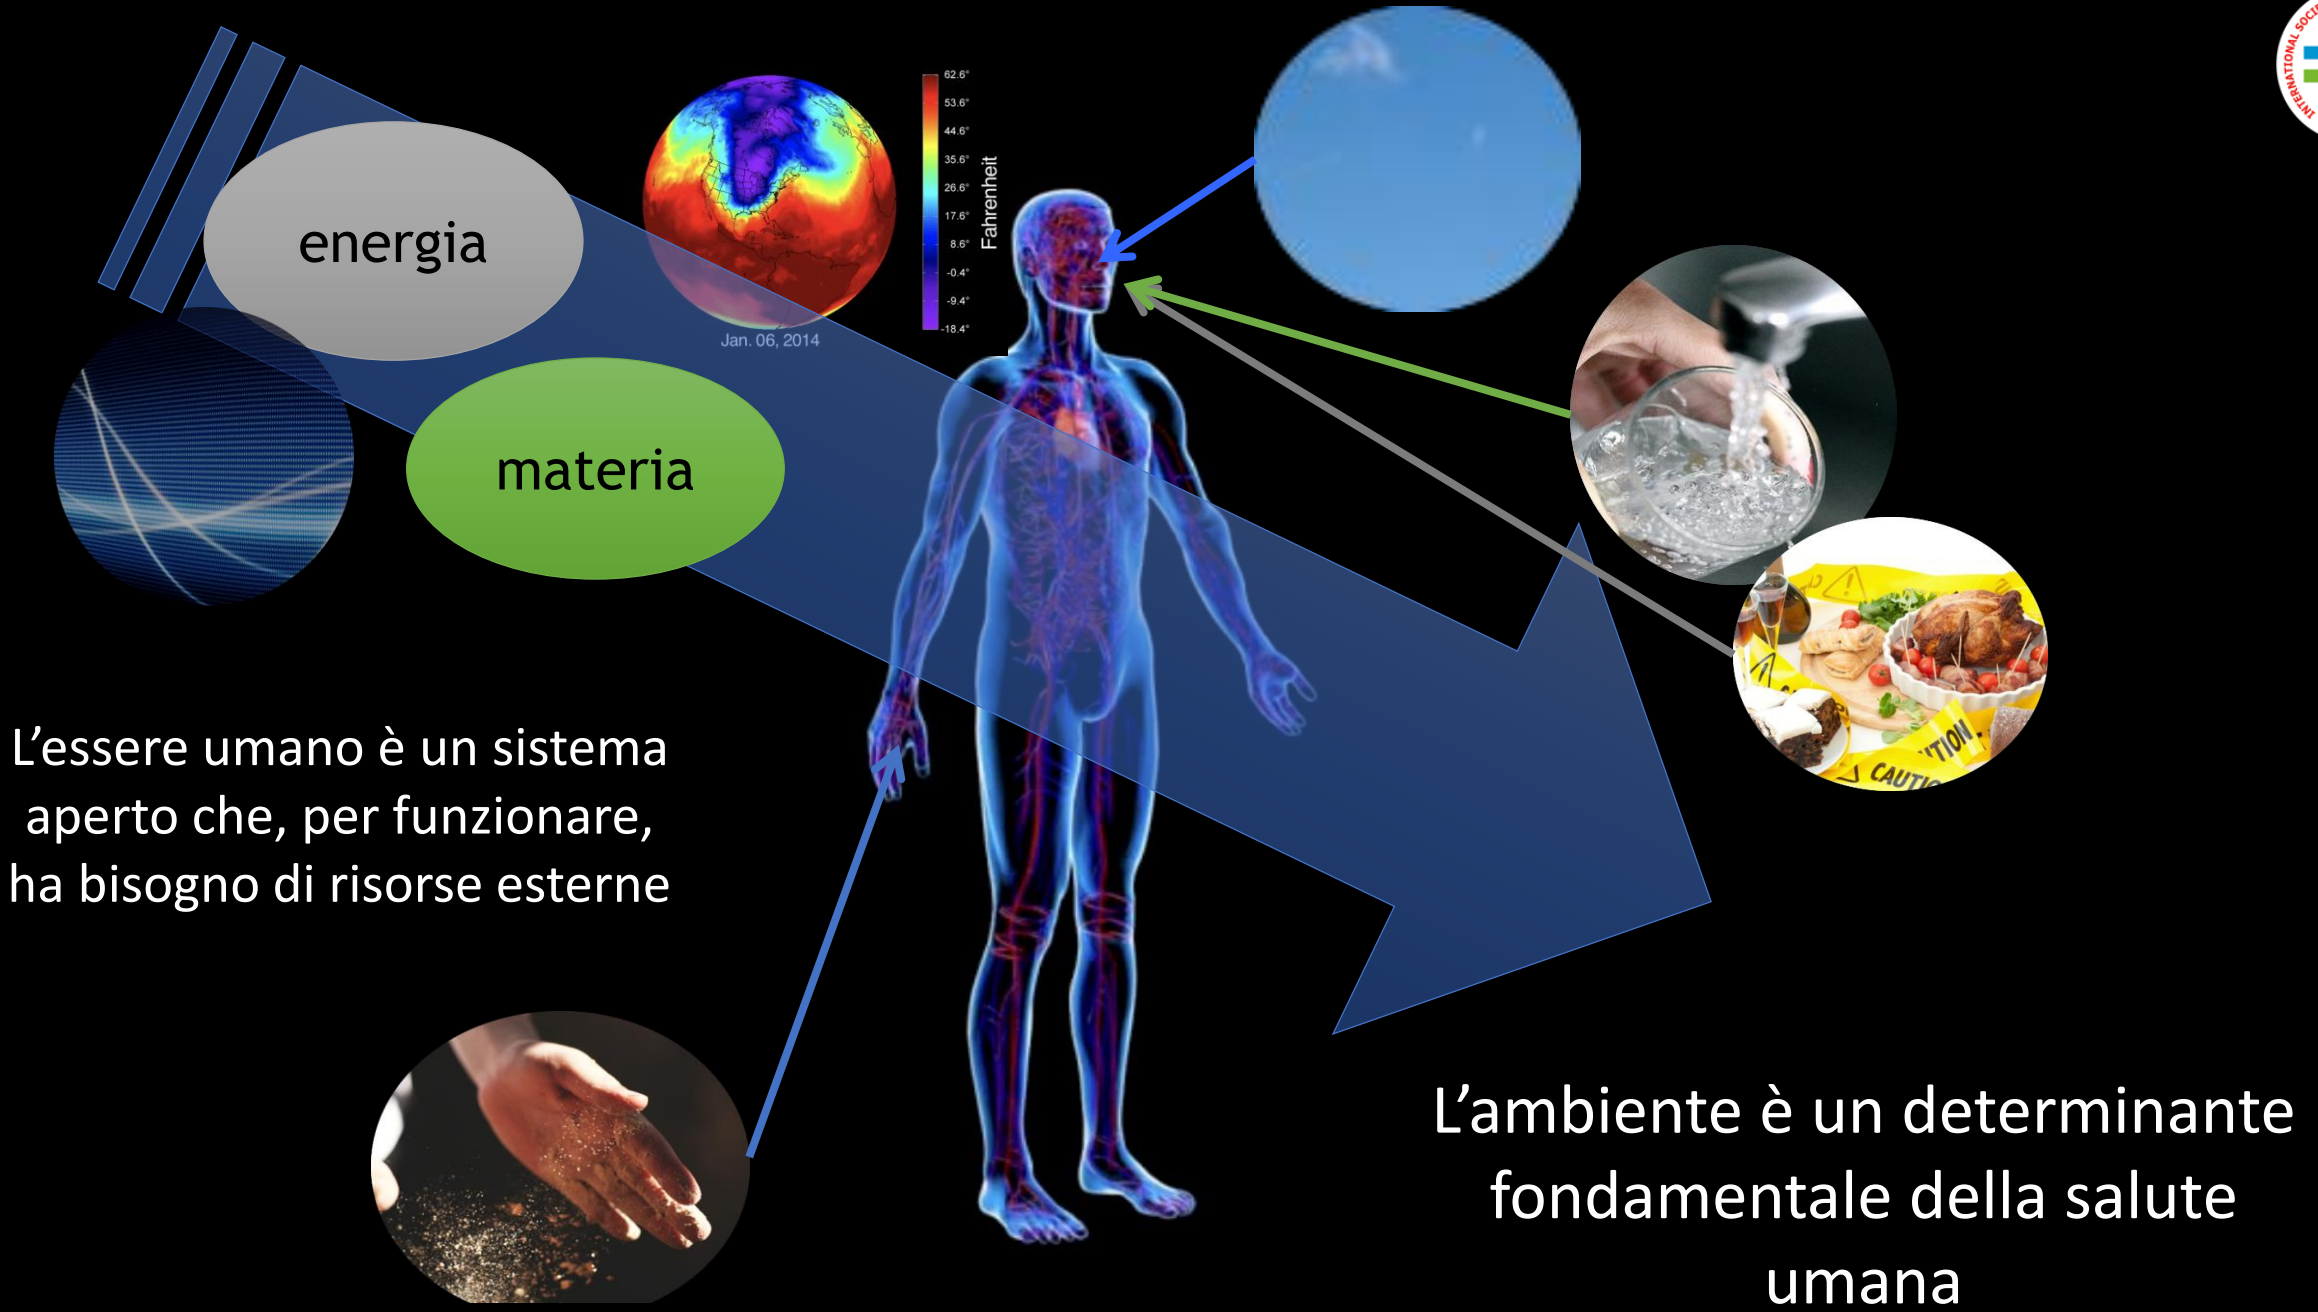 energia
materia
62.6°
53.6°
44.6°
35.6°
26.6°
17.6°
8.6°
-0.4°
-9.4°
-18.4°
Fahrenheit
Jan. 06, 2014
INTERNATIONAL
L'essere umano è un sistema
aperto che, per funzionare,
ha bisogno di risorse esterne
CAUTIO
L'ambiente è un determinante
fondamentale della salute
umana